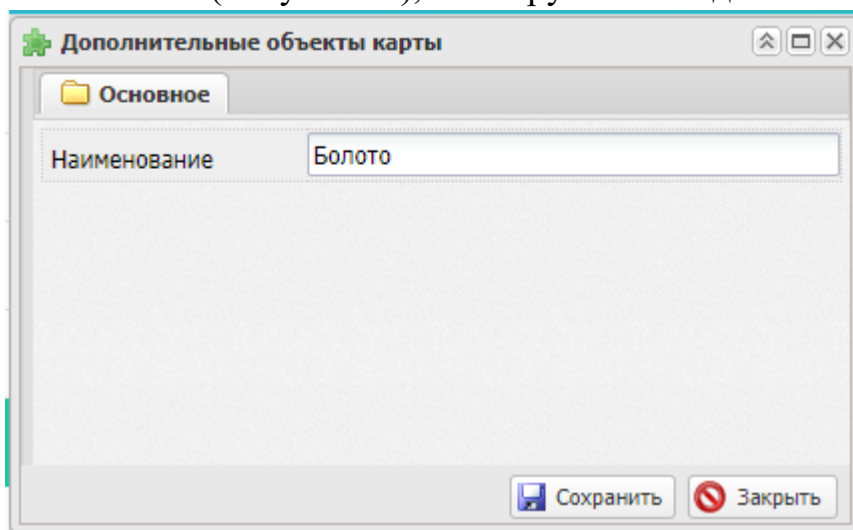 Дополнительные объекты карты
Основное
Наименование Болото
Сохранить Закрыть